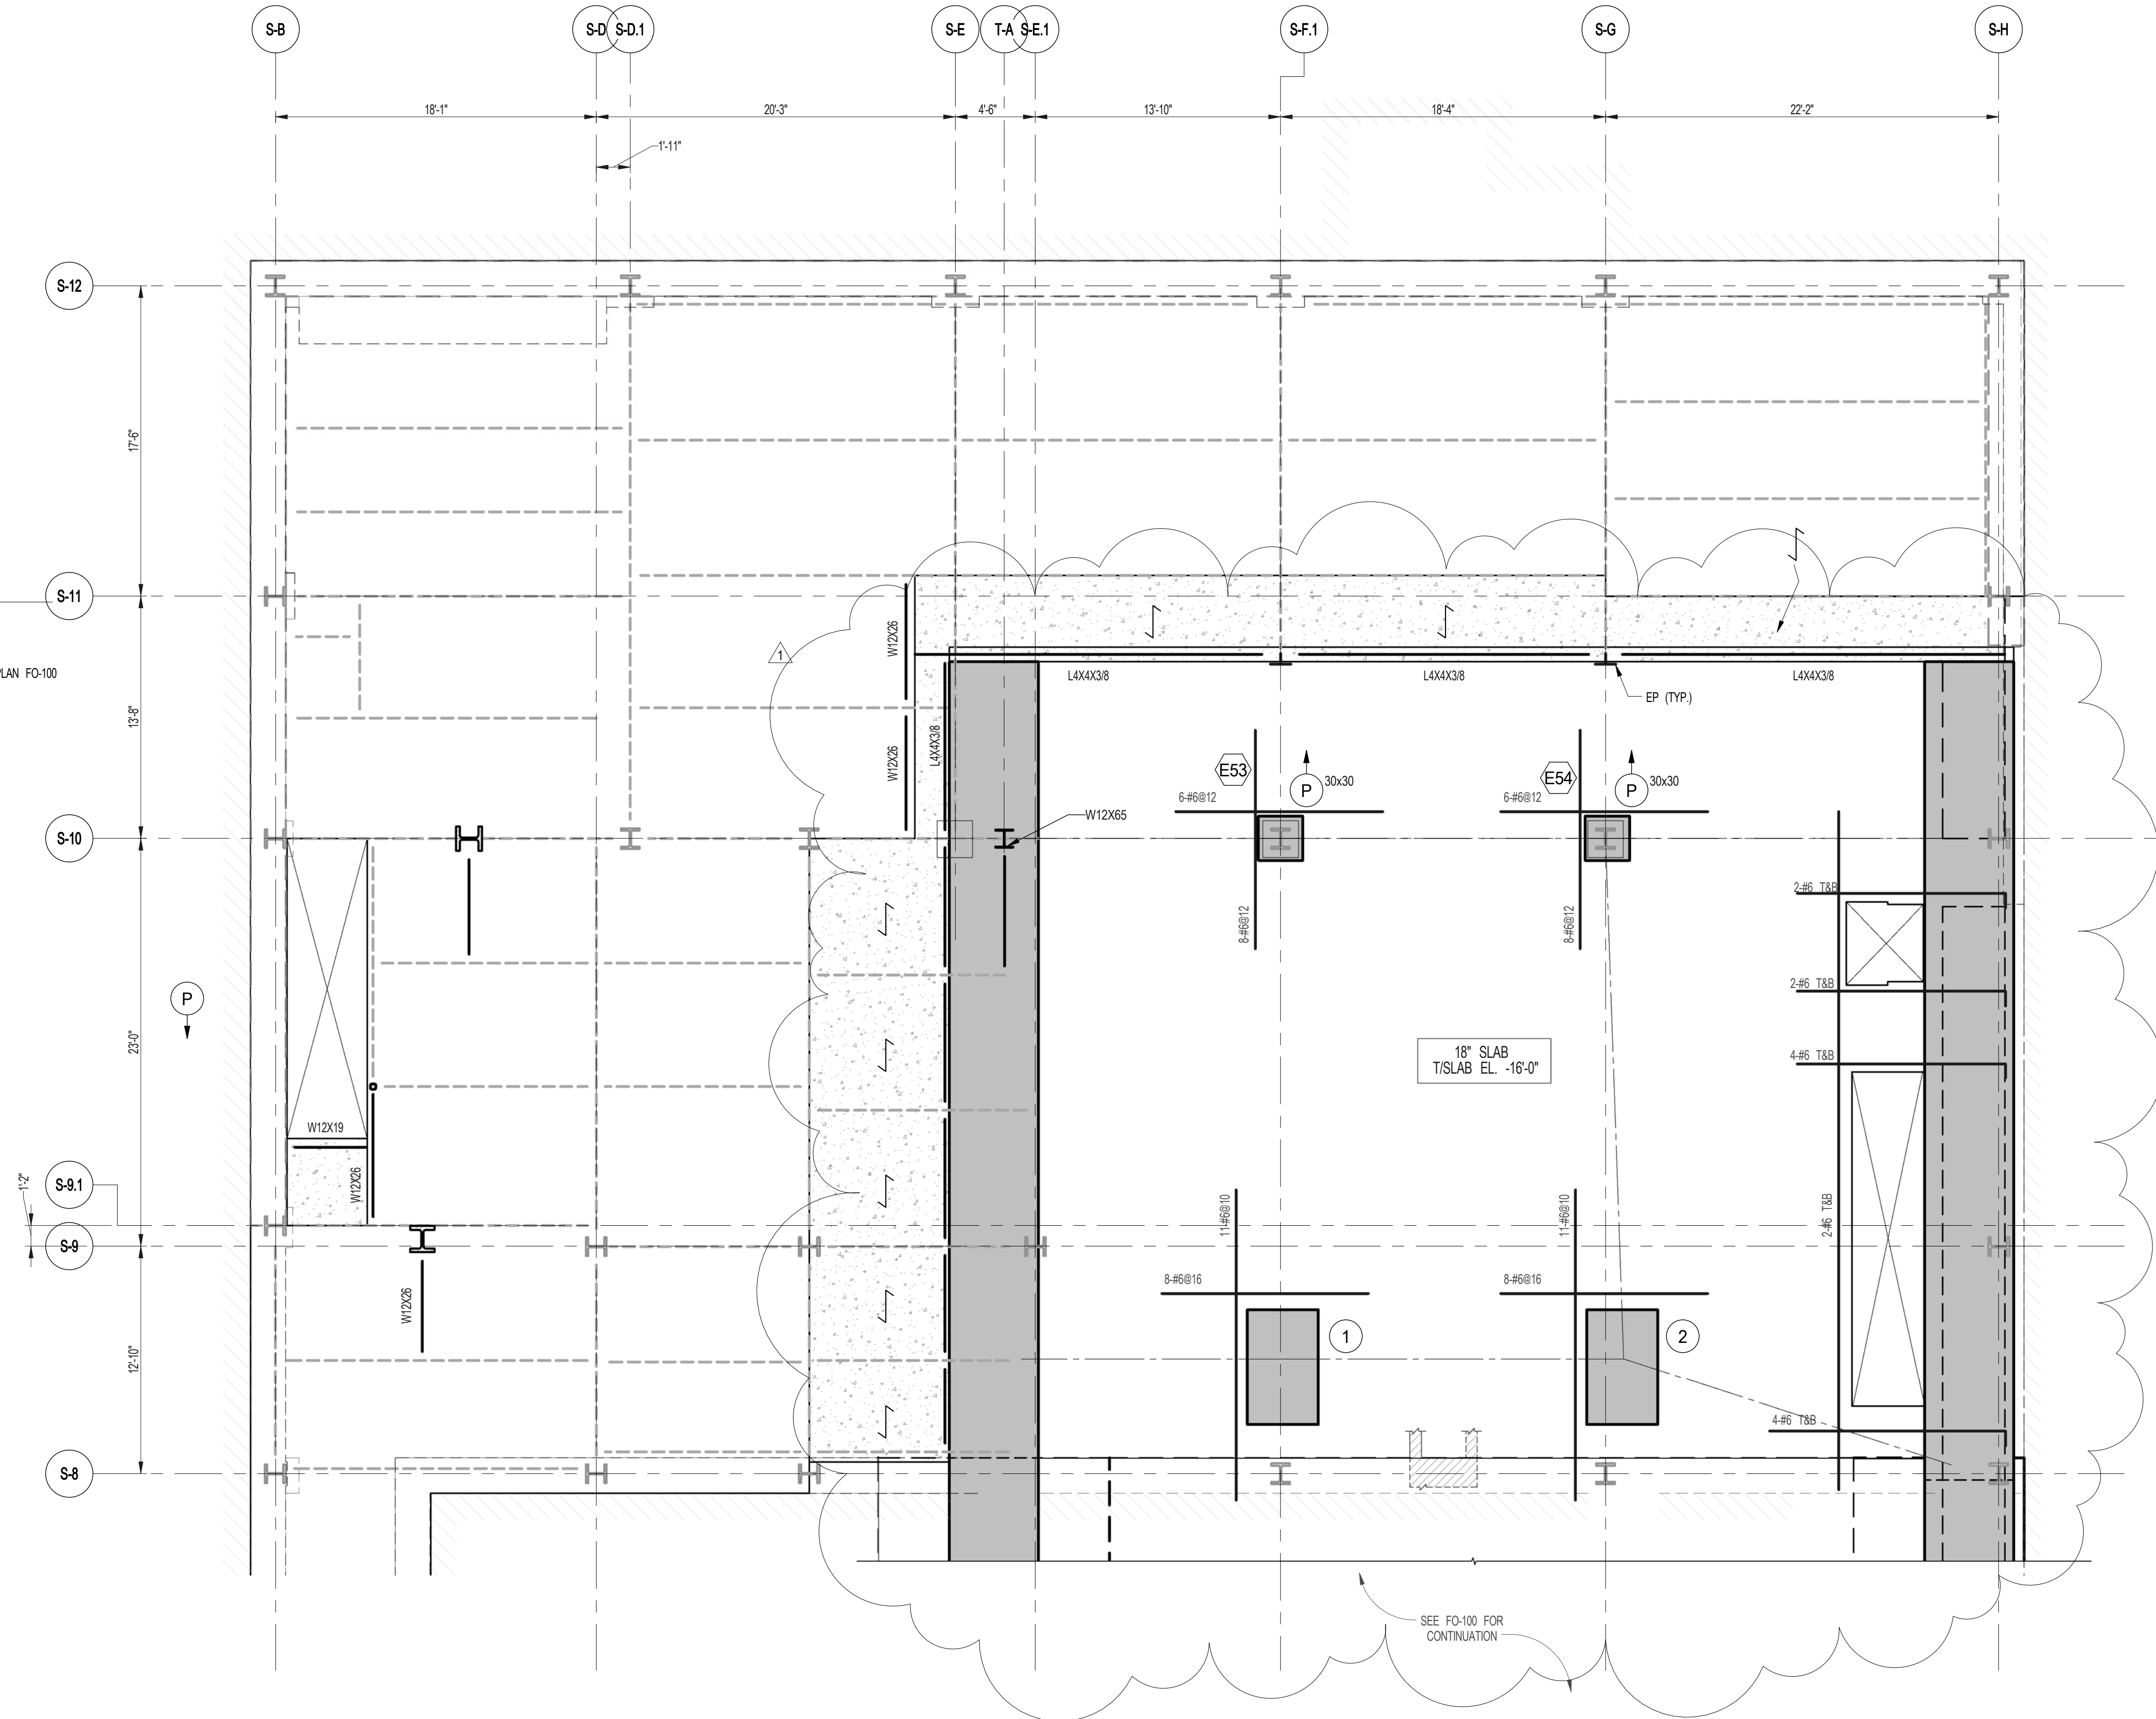 S-B
S-D
S-D.1
S-E
T-A
S-E.1
S-F.1
S-G
S-H
18'-1"
20'-3"
4'-6"
13'-10"
18'-4"
22'-2"
1'-11"
S-12
17'-6"
S-11
W12X26
1
PLAN FO-100
L4X4X3/8
L4X4X3/8
L4X4X3/8
EP (TYP.)
13'-8"
W12X26
L4X4X3/8
E53
P
30x30
E54
P
30x30
6-#6@12
6-#6@12
W12X65
S-10
2-#6 T&B
8-#6@12
8-#6@12
2-#6 T&B
P
23'-0"
18" SLAB
T/SLAB EL. -16'-0"
4-#6 T&B
W12X19
W12X26
1'-2"
S-9.1
11-#6@10
11-#6@10
2-#6 T&B
S-9
8-#6@16
8-#6@16
W12X26
1
2
12'-10"
4-#6 T&B
S-8
SEE FO-100 FOR
CONTINUATION